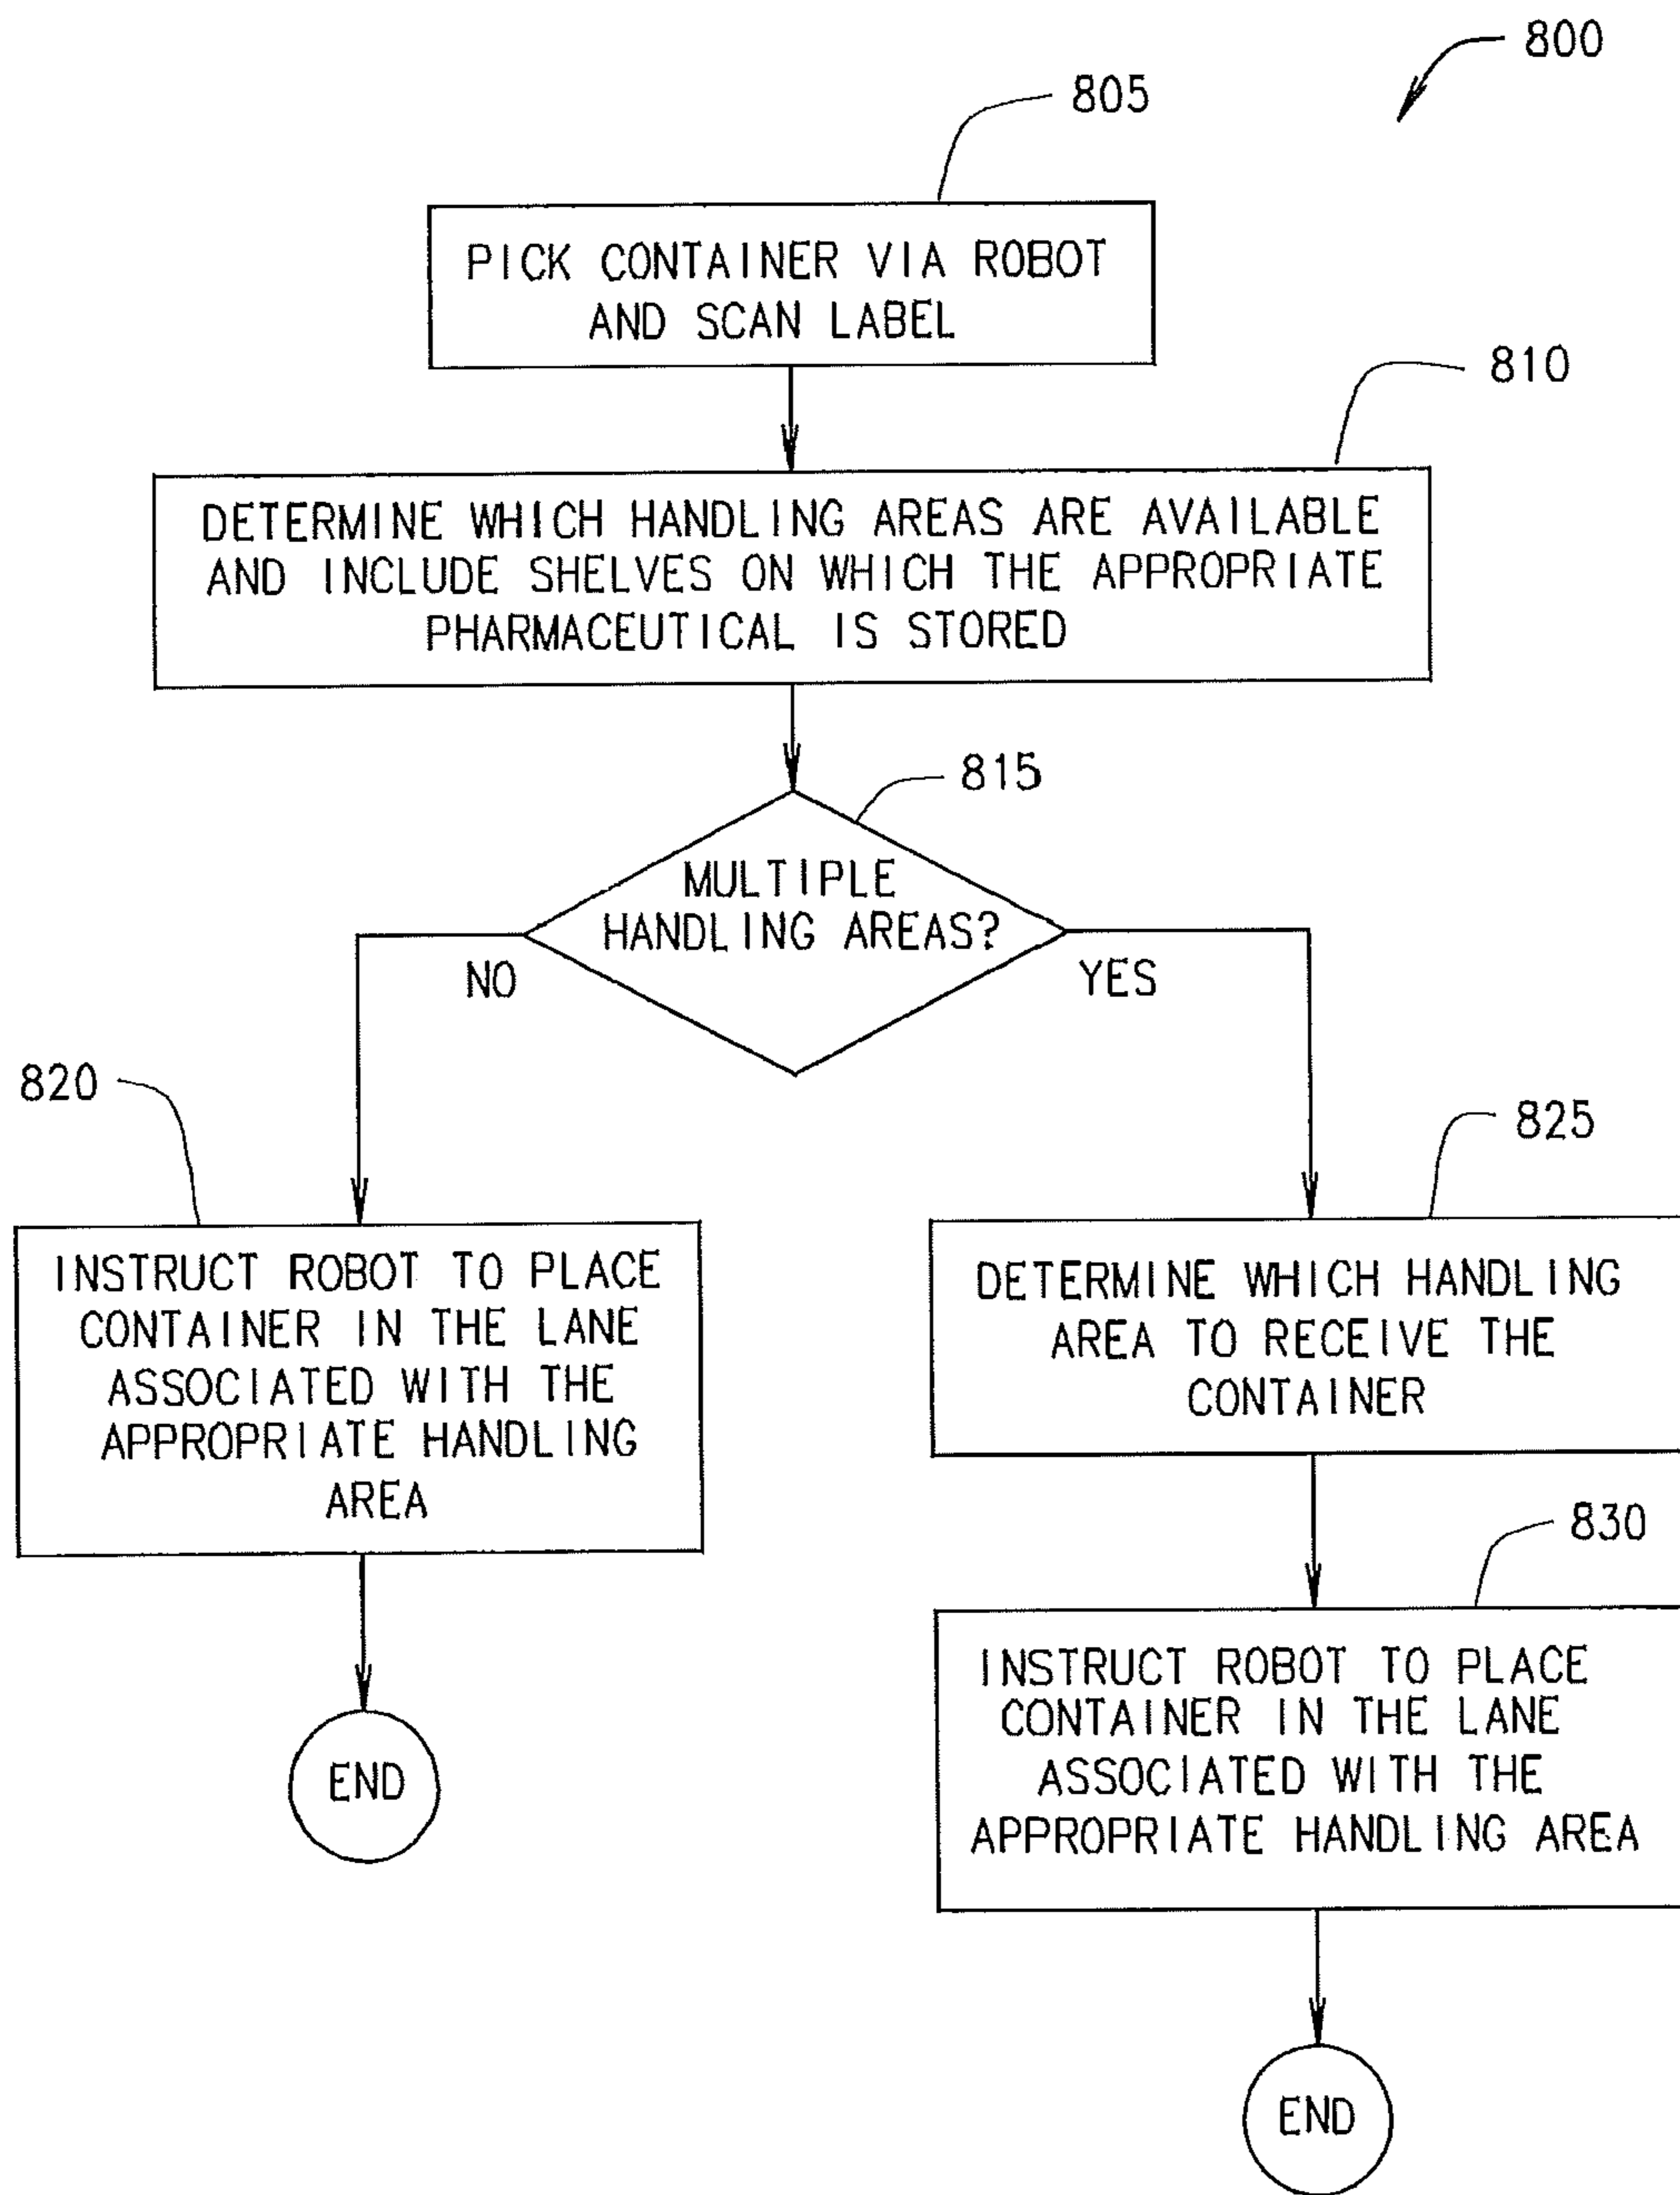 800
805
PICK CONTAINER VIA ROBOT
AND SCAN LABEL
810
DETERMINE WHICH HANDLING AREAS ARE AVAILABLE
AND INCLUDE SHELVES ON WHICH THE APPROPRIATE
PHARMACEUTICAL IS STORED
815
MULTIPLE
HANDLING AREAS?
NO
YES
820
INSTRUCT ROBOT TO PLACE
CONTAINER IN THE LANE
ASSOCIATED WITH THE
APPROPRIATE HANDLING
AREA
END
825
DETERMINE WHICH HANDLING
AREA TO RECEIVE THE
CONTAINER
830
INSTRUCT ROBOT TO PLACE
CONTAINER IN THE LANE
ASSOCIATED WITH THE
APPROPRIATE HANDLING AREA
END